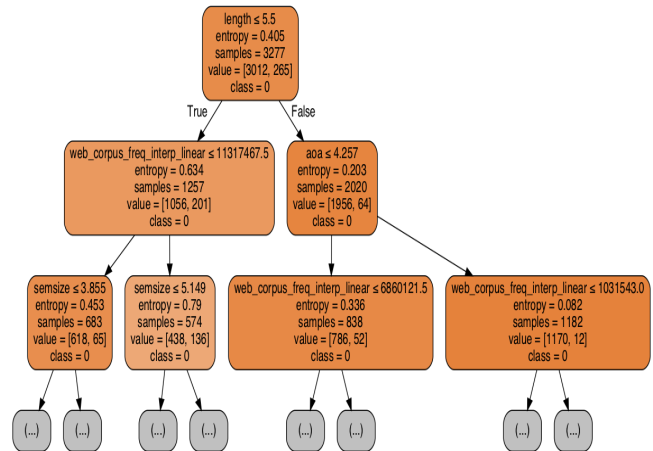 length ≤ 5.5
entropy = 0.405
samples = 3277
value = [3012, 265]
class = 0
True
False
web_corpus_freq_interp_linear ≤ 11317467.5
entropy = 0.634
samples = 1257
value = [1056, 201]
class = 0
aoa ≤ 4.257
entropy = 0.203
samples = 2020
value = [1956, 64]
class = 0
semsize ≤ 3.855
entropy = 0.453
samples = 683
value = [618, 65]
class = 0
semsize ≤ 5.149
entropy = 0.79
samples = 574
value = [438, 136]
class = 0
web_corpus_freq_interp_linear ≤ 6860121.5
entropy = 0.336
samples = 838
value = [786, 52]
class = 0
web_corpus_freq_interp_linear ≤ 1031543.0
entropy = 0.082
samples = 1182
value = [1170, 12]
class = 0
(...)
(...)
(...)
(...)
(...)
(...)
(...)
(...)